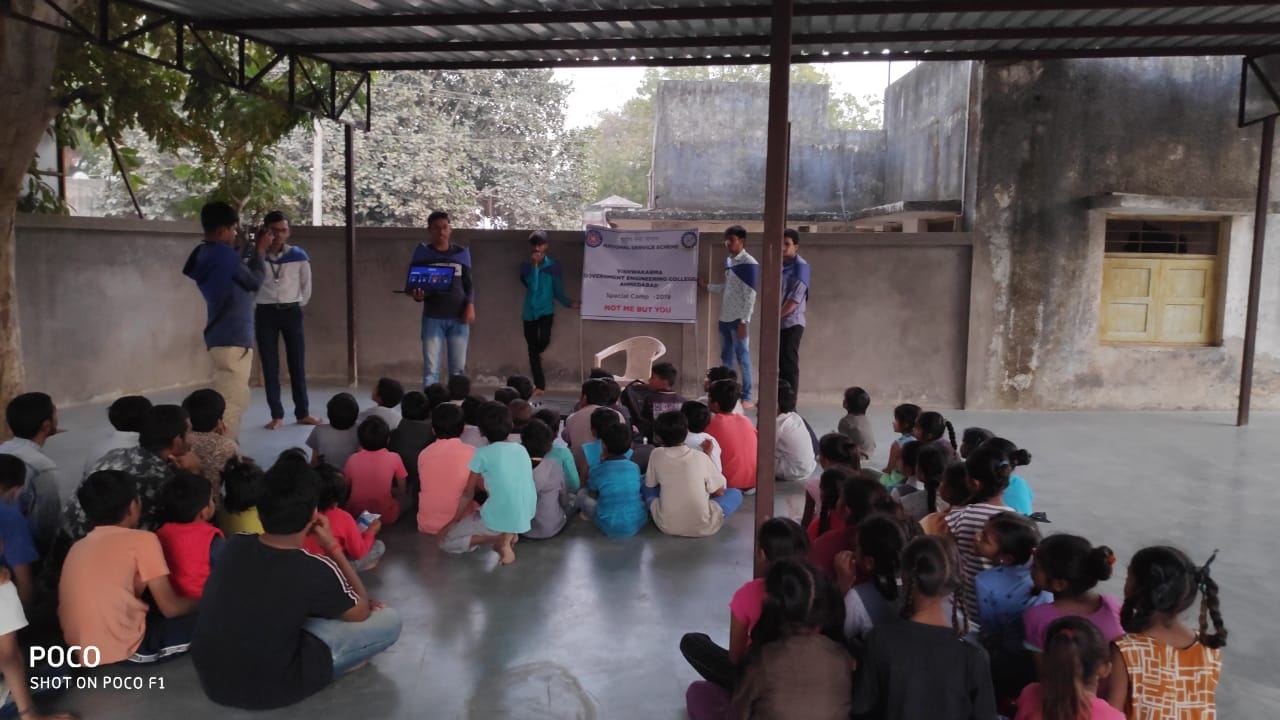 राष्ट्रीय सेवा योजना
NATIONAL SERVICE SCHEME
VISHWAKARMA
GOVERNMENT ENGINEERING COLLEGE
AHMEDABAD
Special Camp -2019
NOT ME BUT YOU
POCO
SHOT ON POCO F1